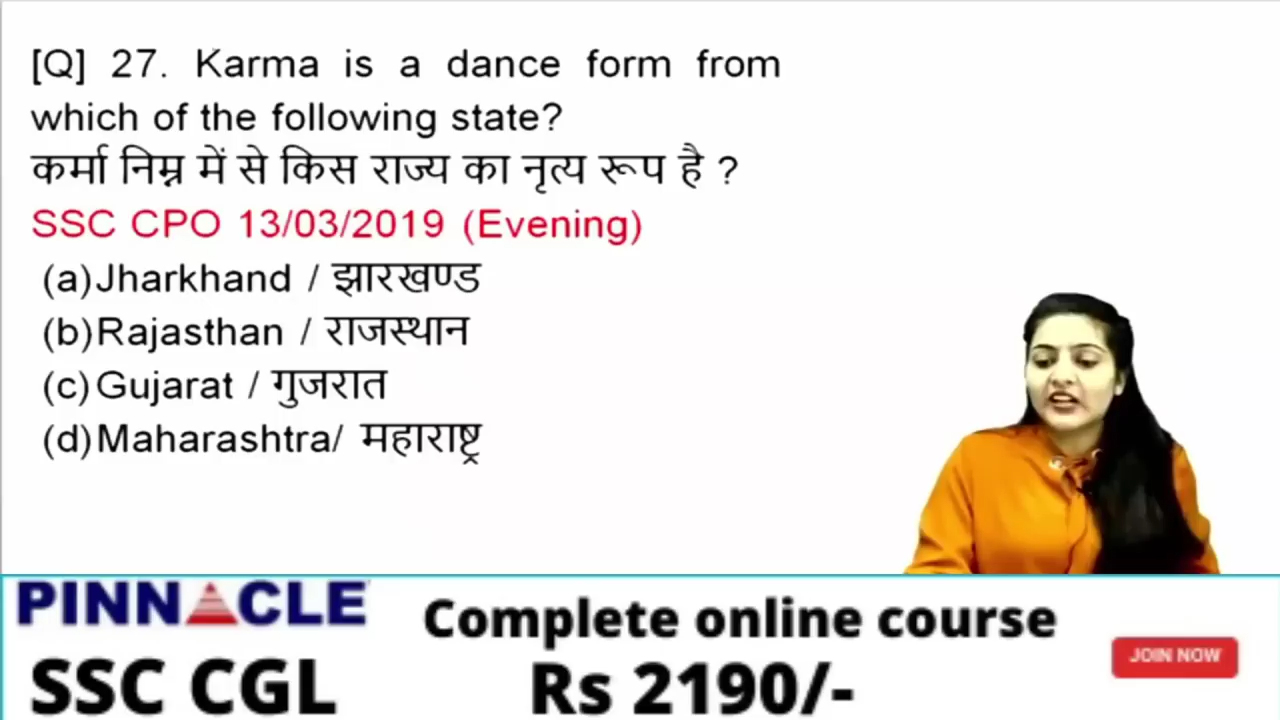 [Q] 27. Karma is a dance form from
which of the following state?
कर्मा निम्न में से किस राज्य का नृत्य रूप है ?
SSC CPO 13/03/2019 (Evening)
(a)Jharkhand / झारखण्ड
(b)Rajasthan / राजस्थान
(c)Gujarat / गुजरात
(d)Maharashtra/ महाराष्ट्र
PINNACLE
SSC CGL
Complete online course
Rs 2190/-
JOIN NOW